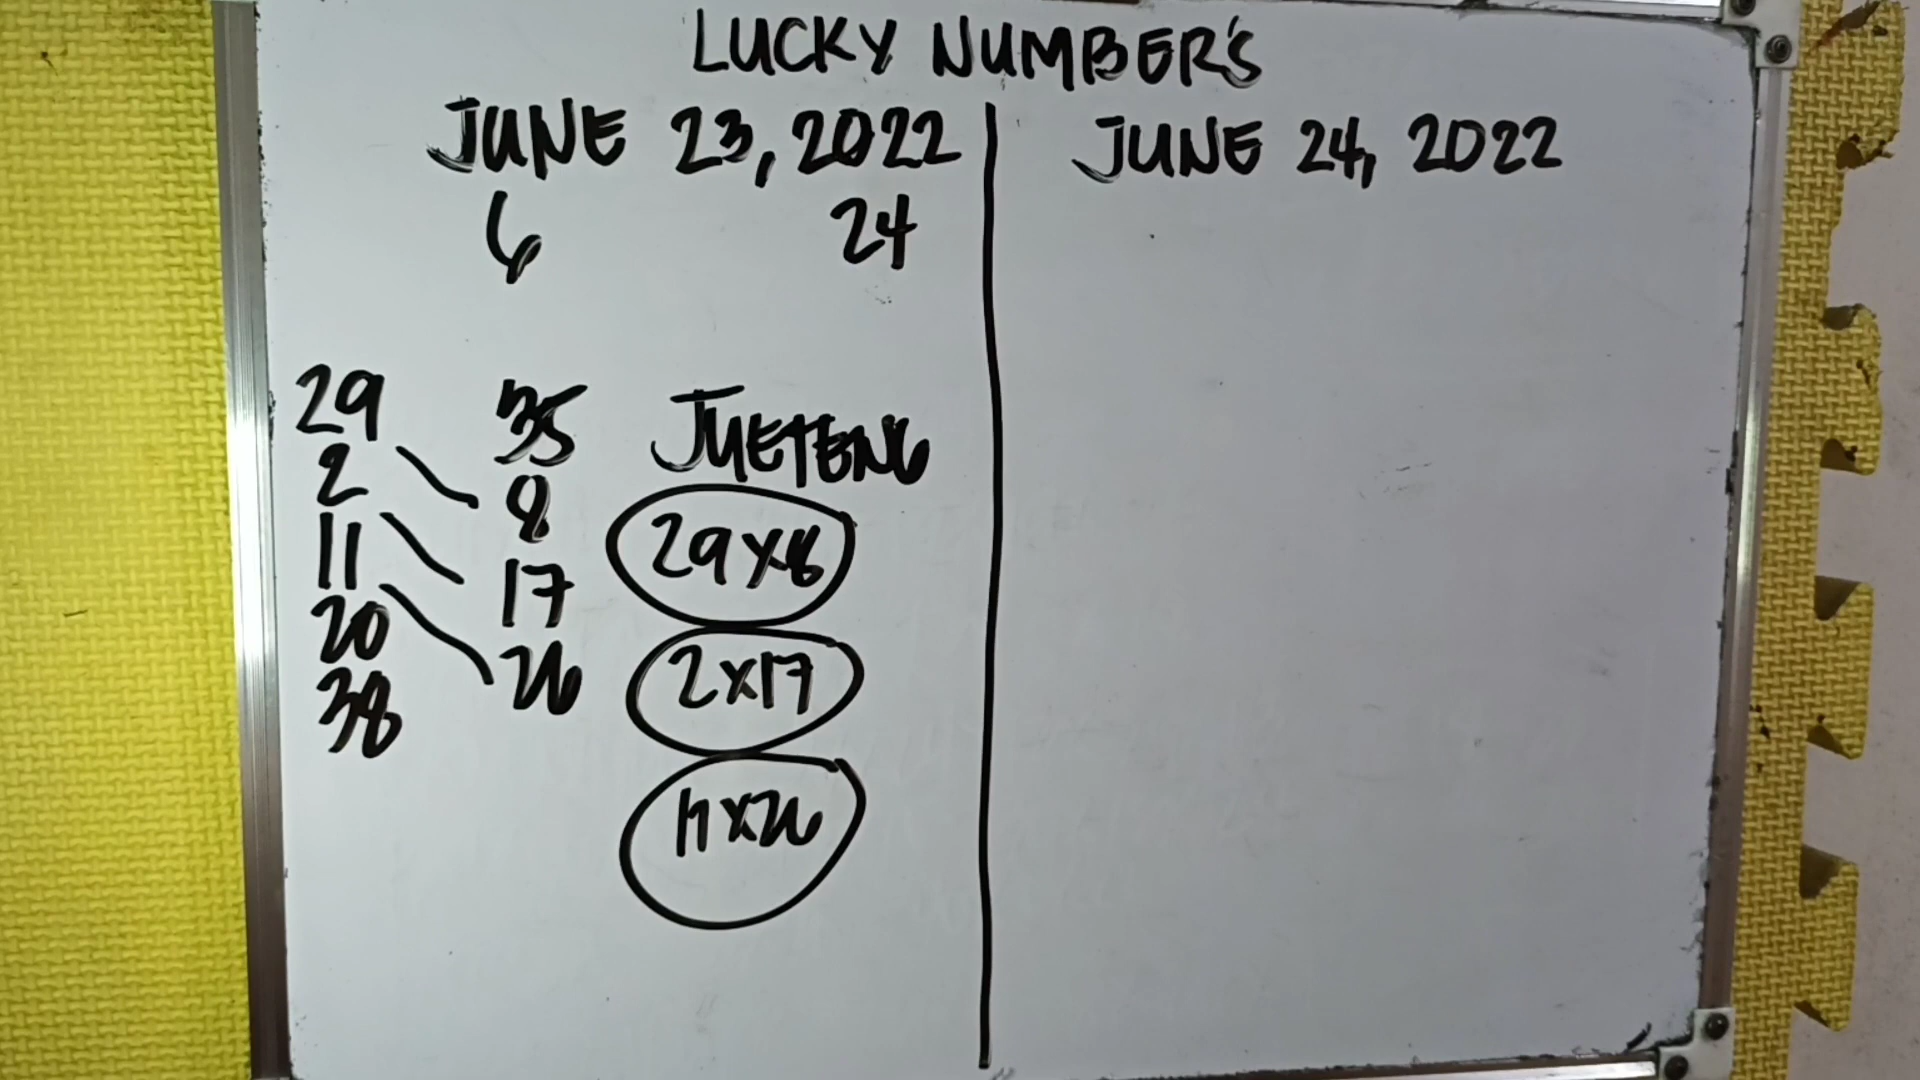 LUCKY NUMBER'S
JUNE 23, 2022
6 24
29 35
2 8
11 17
20 26
38
JUETENG
29X8
2X17
11X26
JUNE 24, 2022